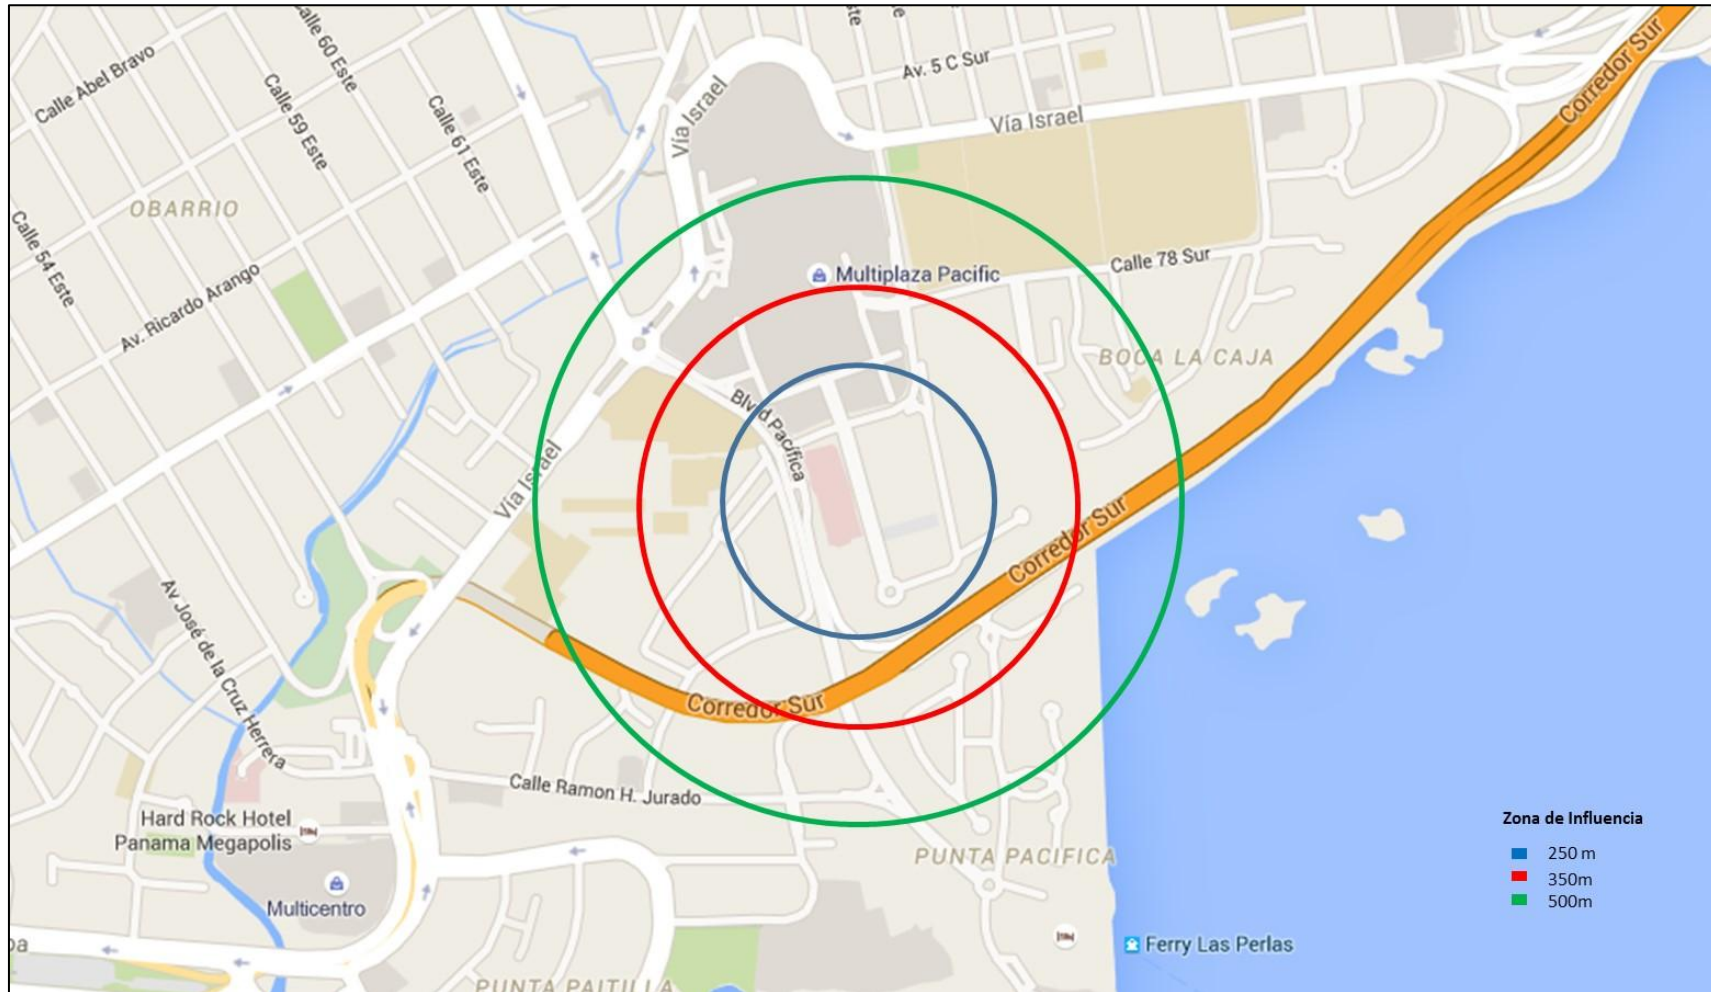 Calle Abel Bravo
Calle 60 Este
Calle 59 Este
Calle 61 Este
Calle 54 Este
OBARRIO
Av. Ricardo Arango
Vía Israel
ste
e
Av. 5 C Sur
Vía Israel
Corredor Sur
Calle 78 Sur
Multiplaza Pacific
BOCA LA CAJA
Blvd Pacífica
Vía Israel
Corredor Sur
Av José de la Cruz Herrera
Corredor Sur
Calle Ramon H. Jurado
Hard Rock Hotel
Panama Megapolis
Multicentro
PUNTA PACIFICA
Ferry Las Perlas
PUNTA PAITILLA
pa
Zona de Influencia
250 m
350m
500m